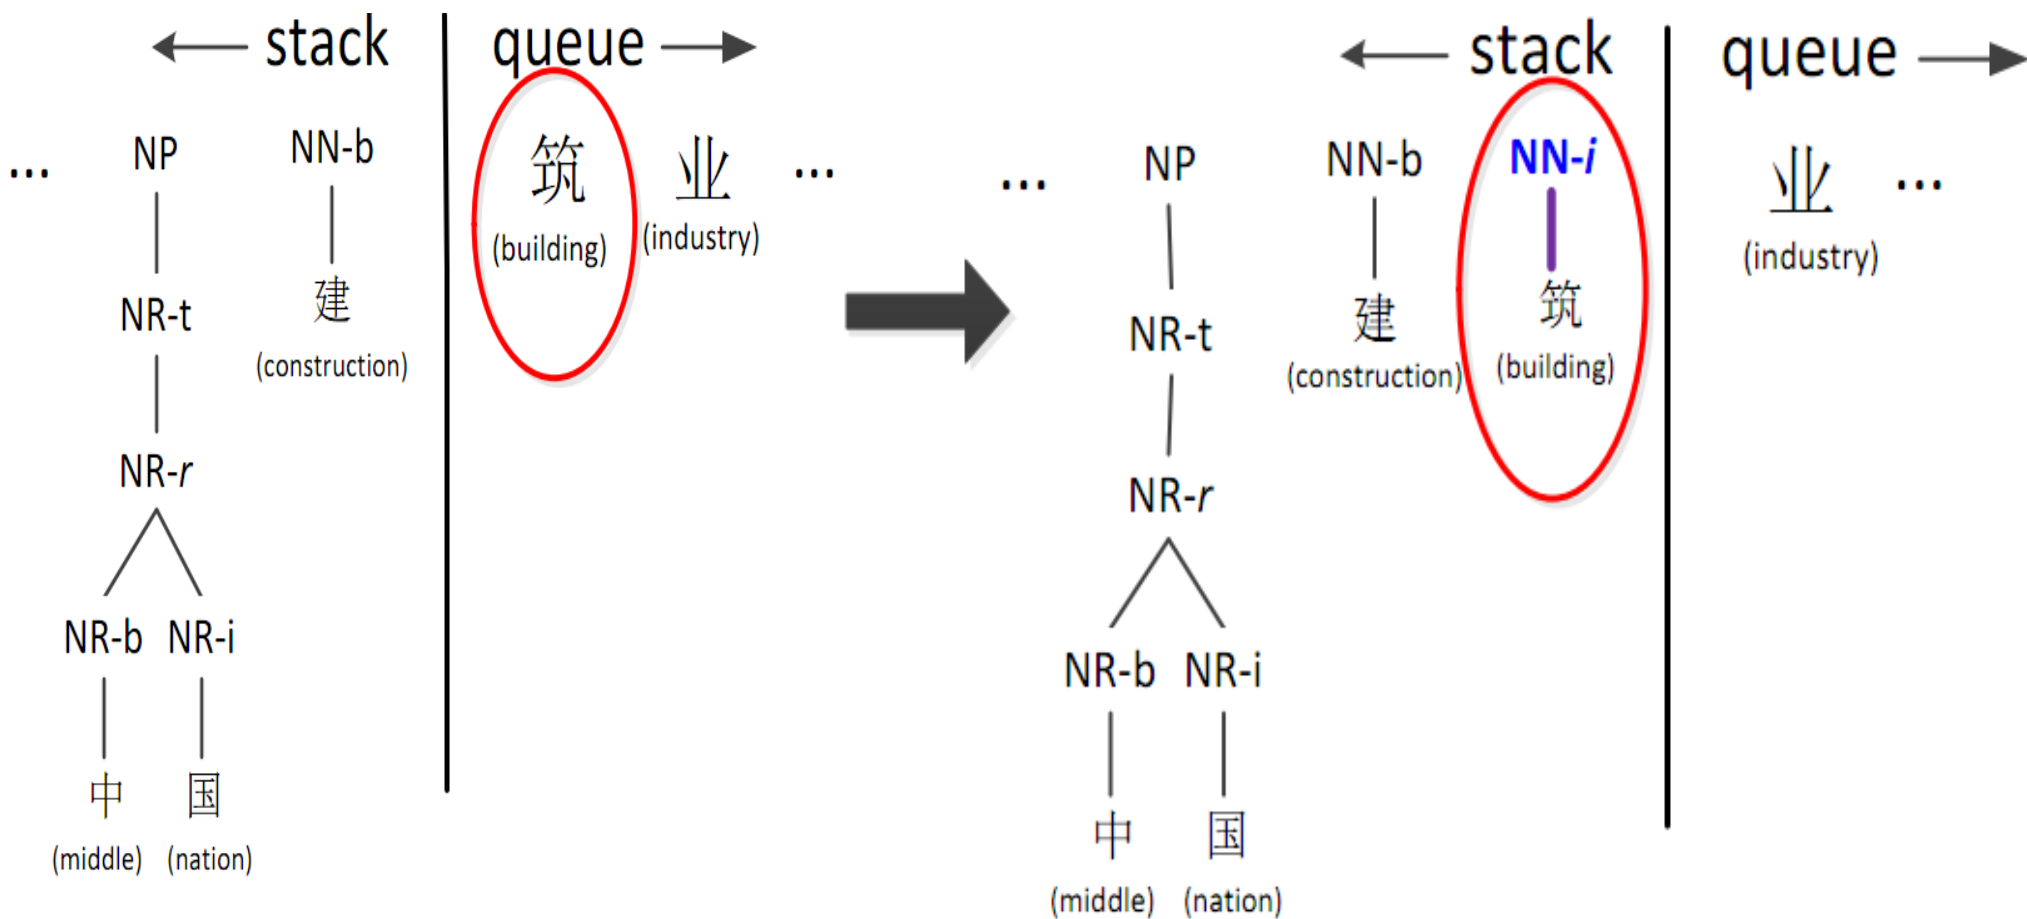 stack queue
... NP NN-b 筑 业 ...
(building) (industry)
NR-t 建
(construction)
NR-r
NR-b NR-i
中 国
(middle) (nation)
stack queue
... NP NN-b NN-i 业 ...
(industry)
NR-t 建 筑
(construction) (building)
NR-r
NR-b NR-i
中 国
(middle) (nation)